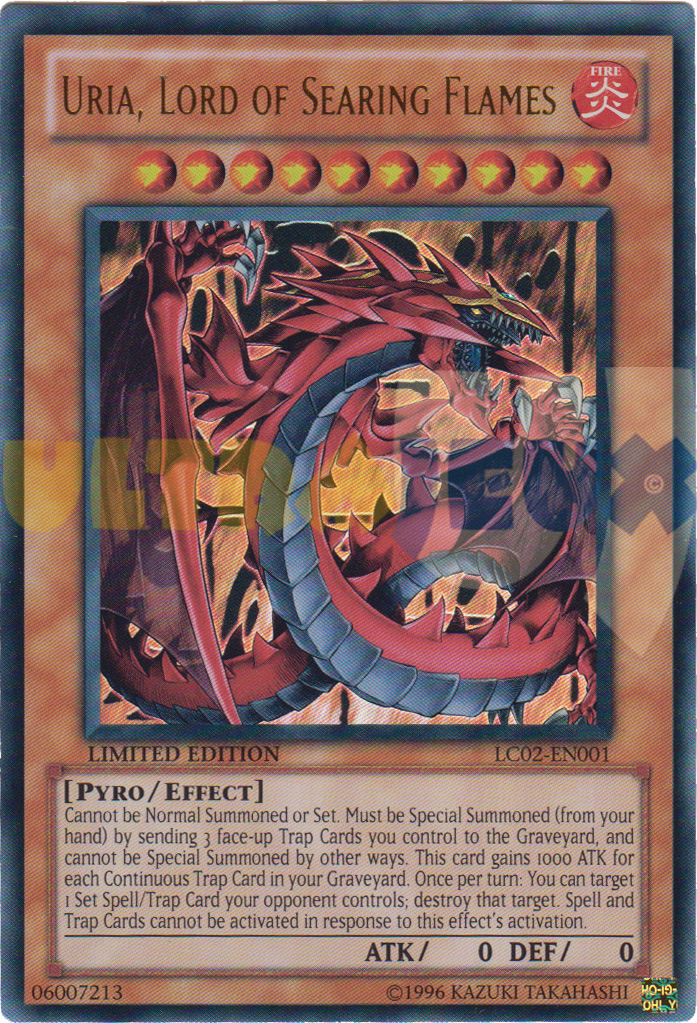 URIA, LORD OF SEARING FLAMES
FIRE
炎
LIMITED EDITION
LC02-EN001
[PYRO/EFFECT]
Cannot be Normal Summoned or Set. Must be Special Summoned (from your
hand) by sending 3 face-up Trap Cards you control to the Graveyard, and
cannot be Special Summoned by other ways. This card gains 1000 ATK for
each Continuous Trap Card in your Graveyard. Once per turn: You can target
1 Set Spell/Trap Card your opponent controls; destroy that target. Spell and
Trap Cards cannot be activated in response to this effect's activation.
ATK/ 0 DEF/ 0
06007213
©1996 KAZUKI TAKAHASHI